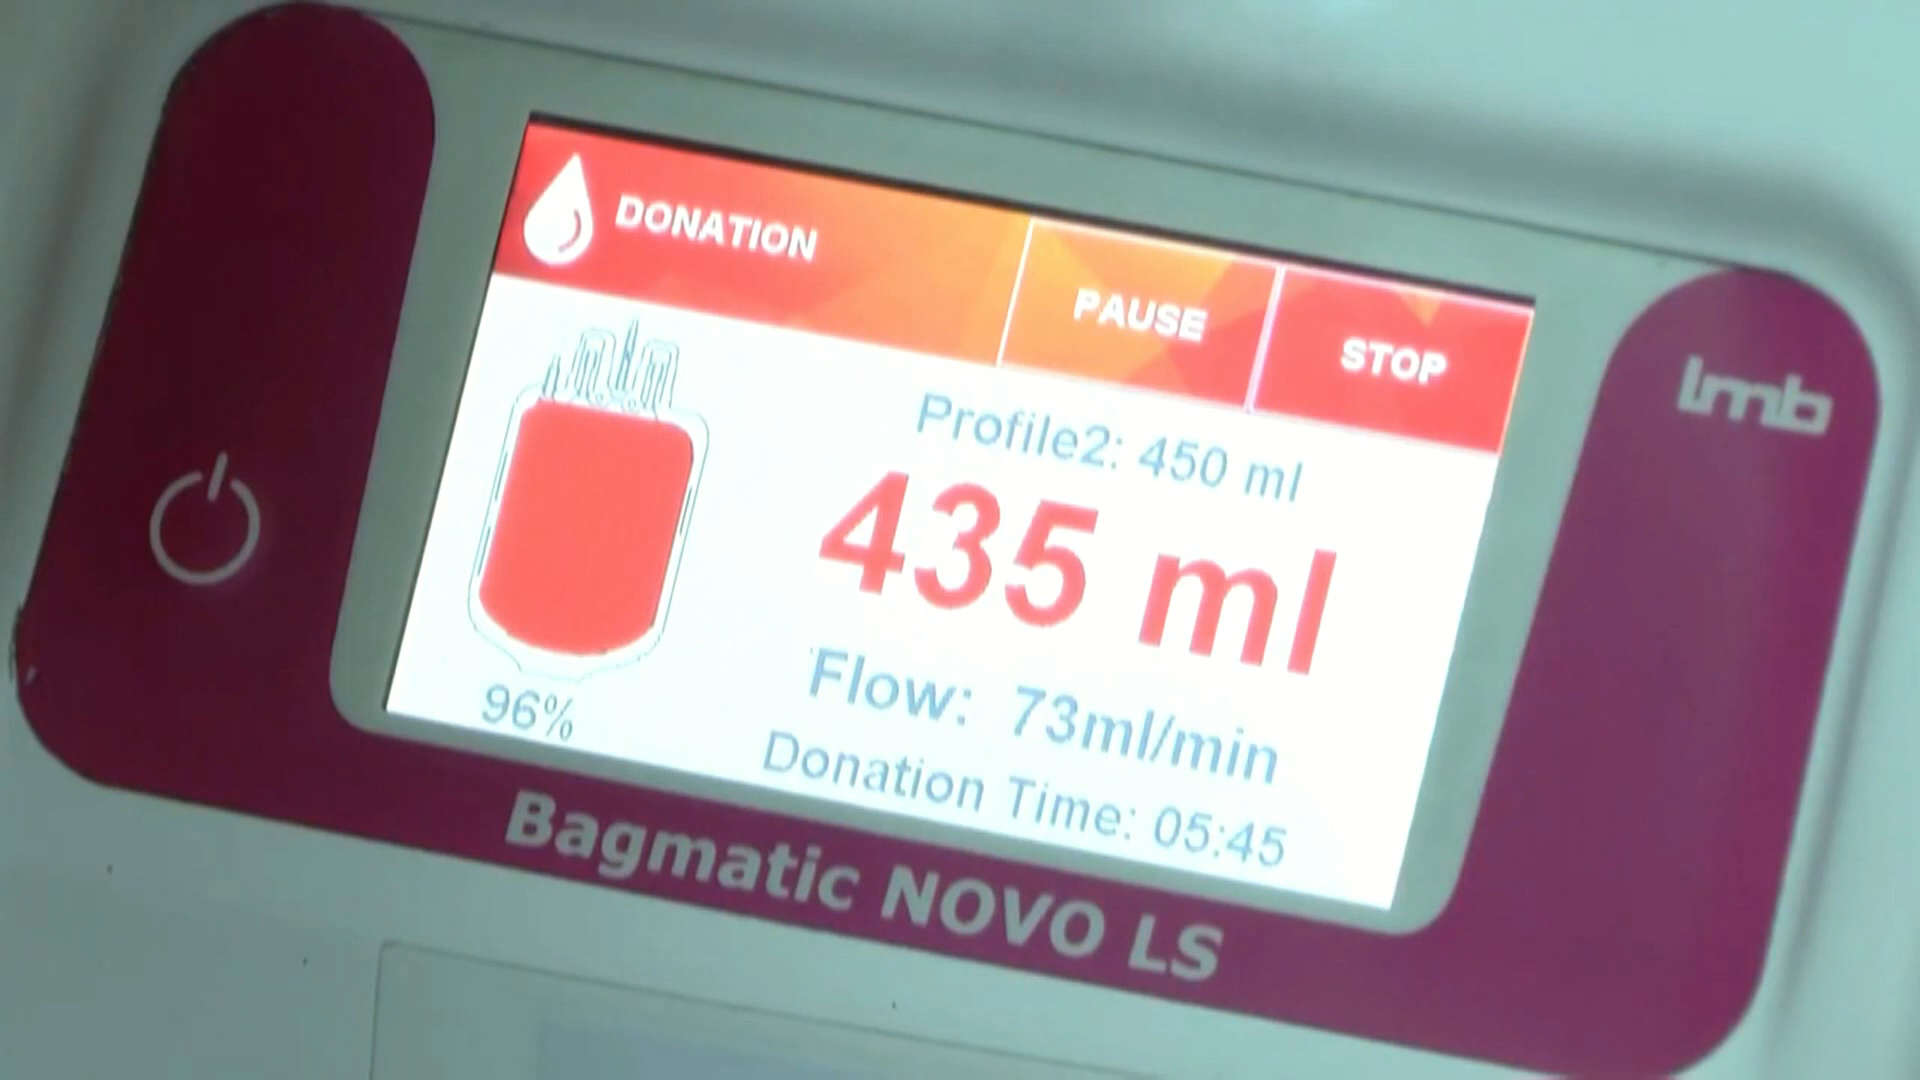 DONATION
PAUSE
STOP
lmb
Profile2: 450 ml
435 ml
Flow: 73ml/min
96%
Donation Time: 05:45
Bagmatic NOVO LS